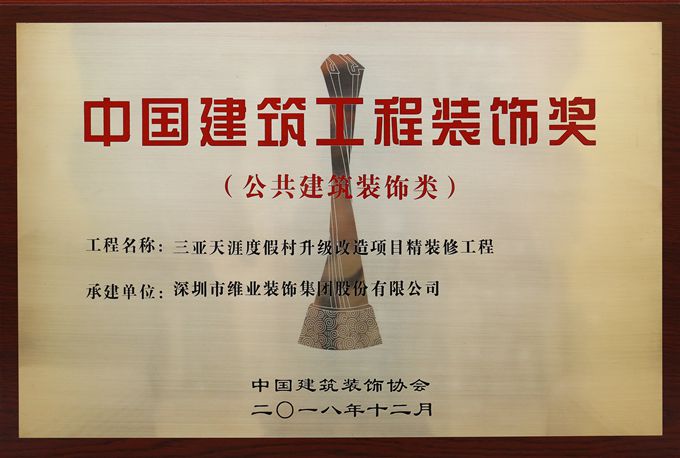 中国建筑工程装饰奖
（公共建筑装饰类）
工程名称：三亚天涯度假村升级改造项目精装修工程
承建单位：深圳市维业装饰集团股份有限公司
中国建筑装饰协会
二〇一八年十二月